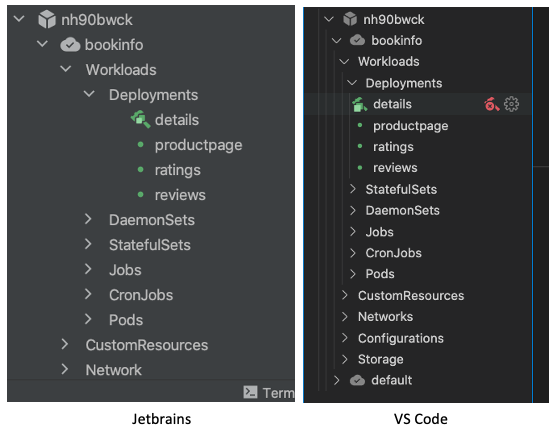 nh90bwck
bookinfo
Workloads
Deployments
details
productpage
ratings
reviews
DaemonSets
StatefulSets
Jobs
CronJobs
Pods
CustomResources
Network
Term
Jetbrains
nh90bwck
bookinfo
Workloads
Deployments
details
productpage
ratings
reviews
StatefulSets
DaemonSets
Jobs
CronJobs
Pods
CustomResources
Networks
Configurations
Storage
default
VS Code